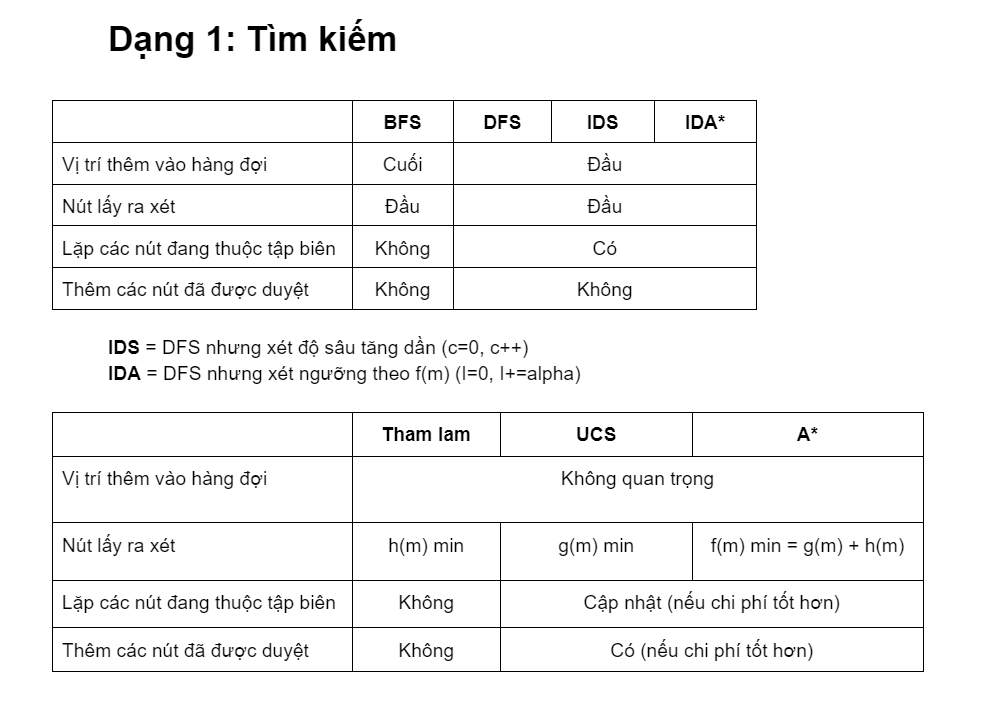 Dạng 1: Tìm kiếm
BFS DFS IDS IDA*
Vị trí thêm vào hàng đợi Cuối Đầu
Nút lấy ra xét Đầu Đầu
Lặp các nút đang thuộc tập biên Không Có
Thêm các nút đã được duyệt Không Không
IDS = DFS nhưng xét độ sâu tăng dần (c=0, c++)
IDA = DFS nhưng xét ngưỡng theo f(m) (I=0, I+=alpha)
Tham lam UCS A*
Vị trí thêm vào hàng đợi Không quan trọng
Nút lấy ra xét h(m) min g(m) min f(m) min = g(m) + h(m)
Lặp các nút đang thuộc tập biên Không Cập nhật (nếu chi phí tốt hơn)
Thêm các nút đã được duyệt Không Có (nếu chi phí tốt hơn)